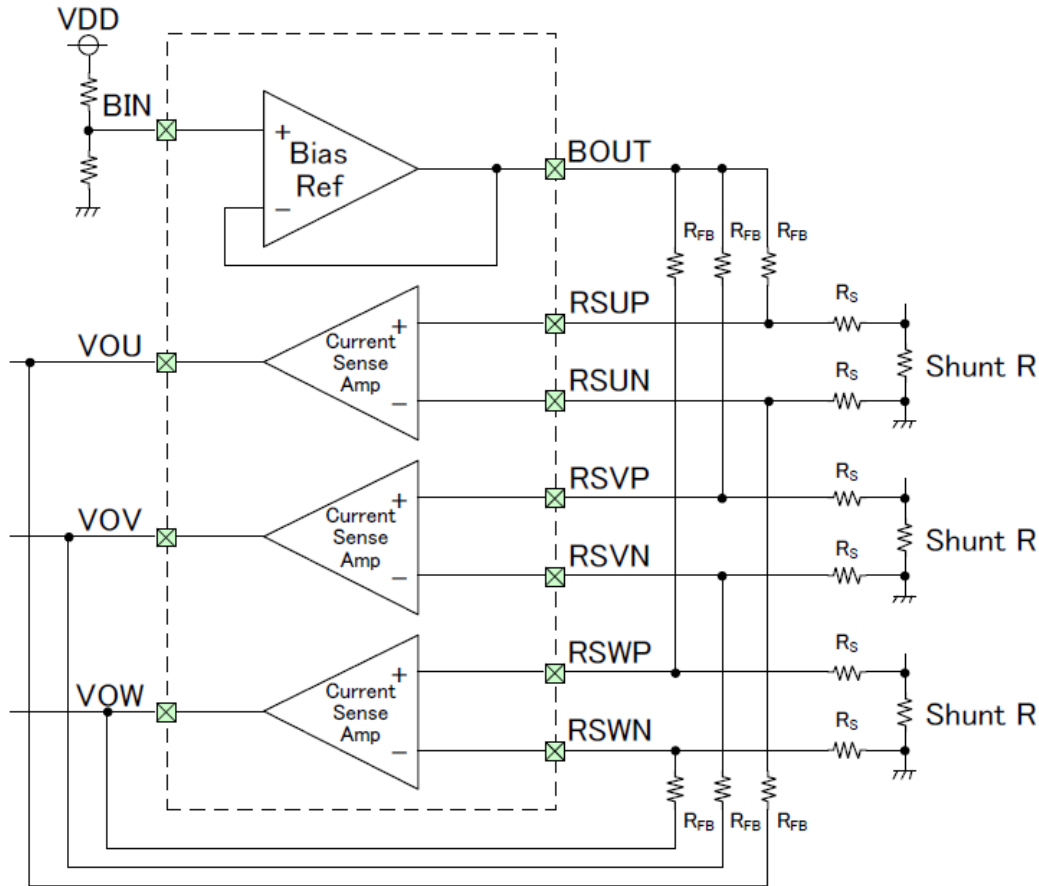 VDD
BIN
+
Bias
Ref
−
BOUT
RFB RFB RFB
RSUP
RS
+
Current
Sense
Amp
−
VOU
RSUN
RS
Shunt R
RSVP
RS
+
Current
Sense
Amp
−
VOV
RSVN
RS
Shunt R
RSWP
RS
+
Current
Sense
Amp
−
VOW
RSWN
RS
Shunt R
RFB RFB RFB